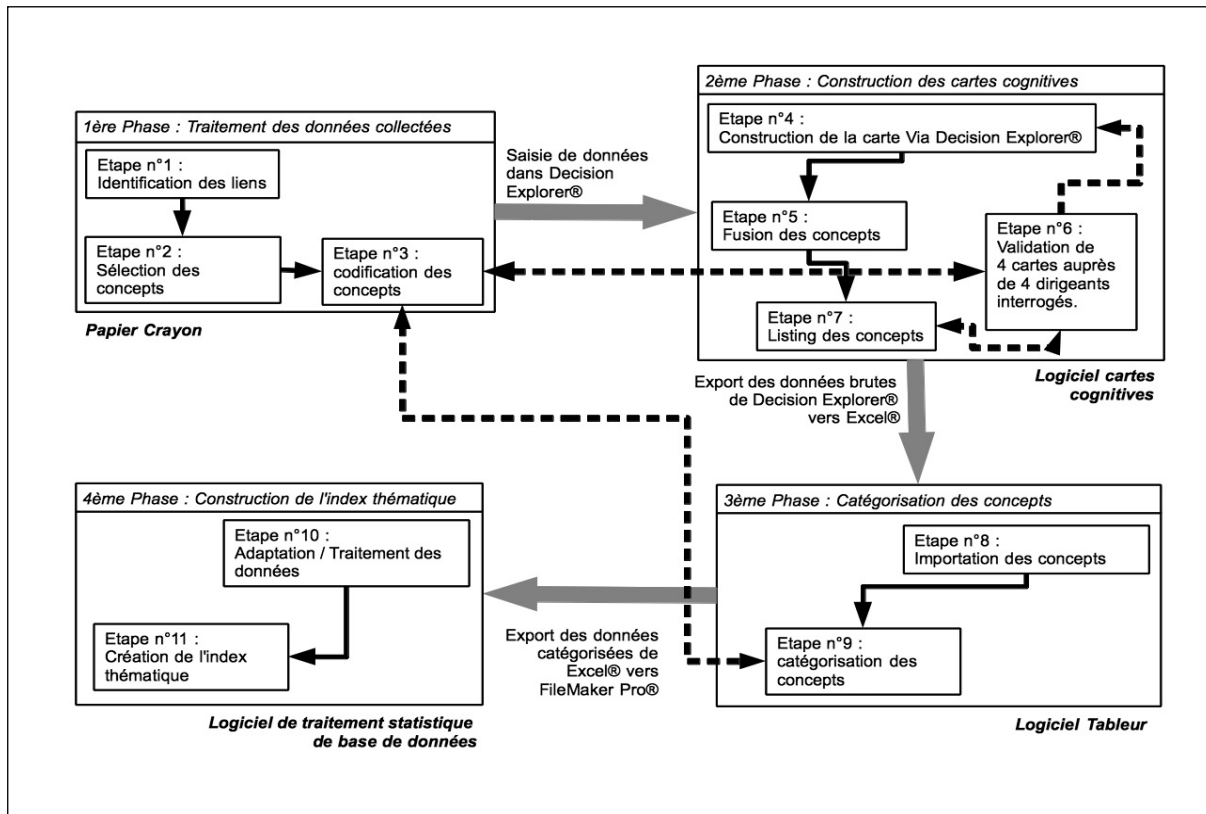 1ère Phase : Traitement des données collectées
Etape n°1 :
Identification des liens
Etape n°2 :
Sélection des
concepts
Etape n°3 :
codification des
concepts
Papier Crayon
Saisie de données
dans Decision
Explorer®
2ème Phase : Construction des cartes cognitives
Etape n°4 :
Construction de la carte Via Decision Explorer®
Etape n°5 :
Fusion des concepts
Etape n°6 :
Validation de
4 cartes auprès
de 4 dirigeants
interrogés.
Etape n°7 :
Listing des concepts
Logiciel cartes
cognitives
Export des données brutes
de Decision Explorer®
vers Excel®
3ème Phase : Catégorisation des concepts
Etape n°8 :
Importation des concepts
Etape n°9 :
catégorisation des
concepts
Logiciel Tableur
Export des données
catégorisées de
Excel® vers
FileMaker Pro®
4ème Phase : Construction de l'index thématique
Etape n°10 :
Adaptation / Traitement des
données
Etape n°11 :
Création de l'index
thématique
Logiciel de traitement statistique
de base de données